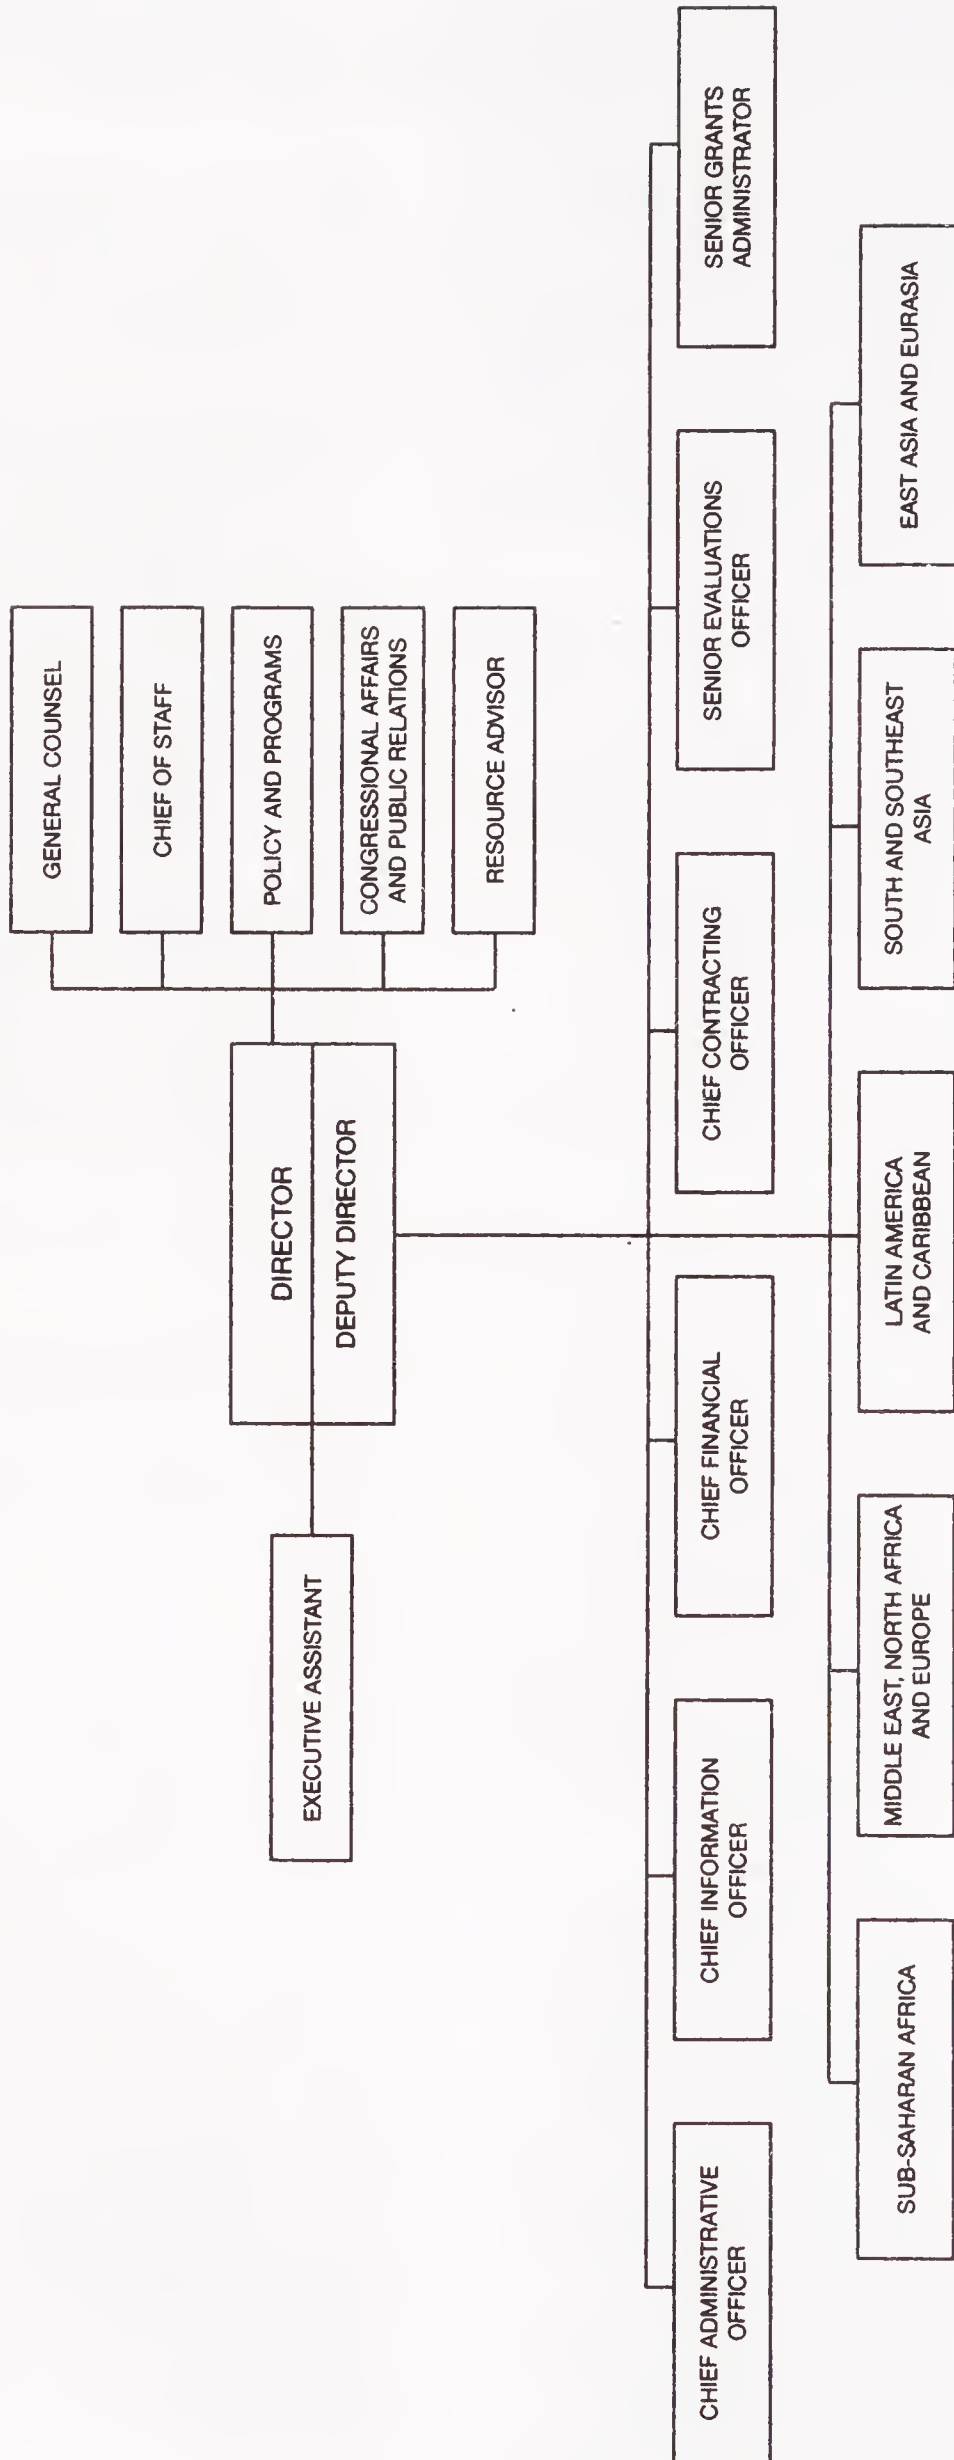 GENERAL COUNSEL
CHIEF OF STAFF
DIRECTOR
POLICY AND PROGRAMS
EXECUTIVE ASSISTANT
DEPUTY DIRECTOR
CONGRESSIONAL AFFAIRS
AND PUBLIC RELATIONS
RESOURCE ADVISOR
CHIEF ADMINISTRATIVE
OFFICER
CHIEF INFORMATION
OFFICER
CHIEF FINANCIAL
OFFICER
CHIEF CONTRACTING
OFFICER
SENIOR EVALUATIONS
OFFICER
SENIOR GRANTS
ADMINISTRATOR
SUB-SAHARAN AFRICA
MIDDLE EAST, NORTH AFRICA
AND EUROPE
LATIN AMERICA
AND CARIBBEAN
SOUTH AND SOUTHEAST
ASIA
EAST ASIA AND EURASIA